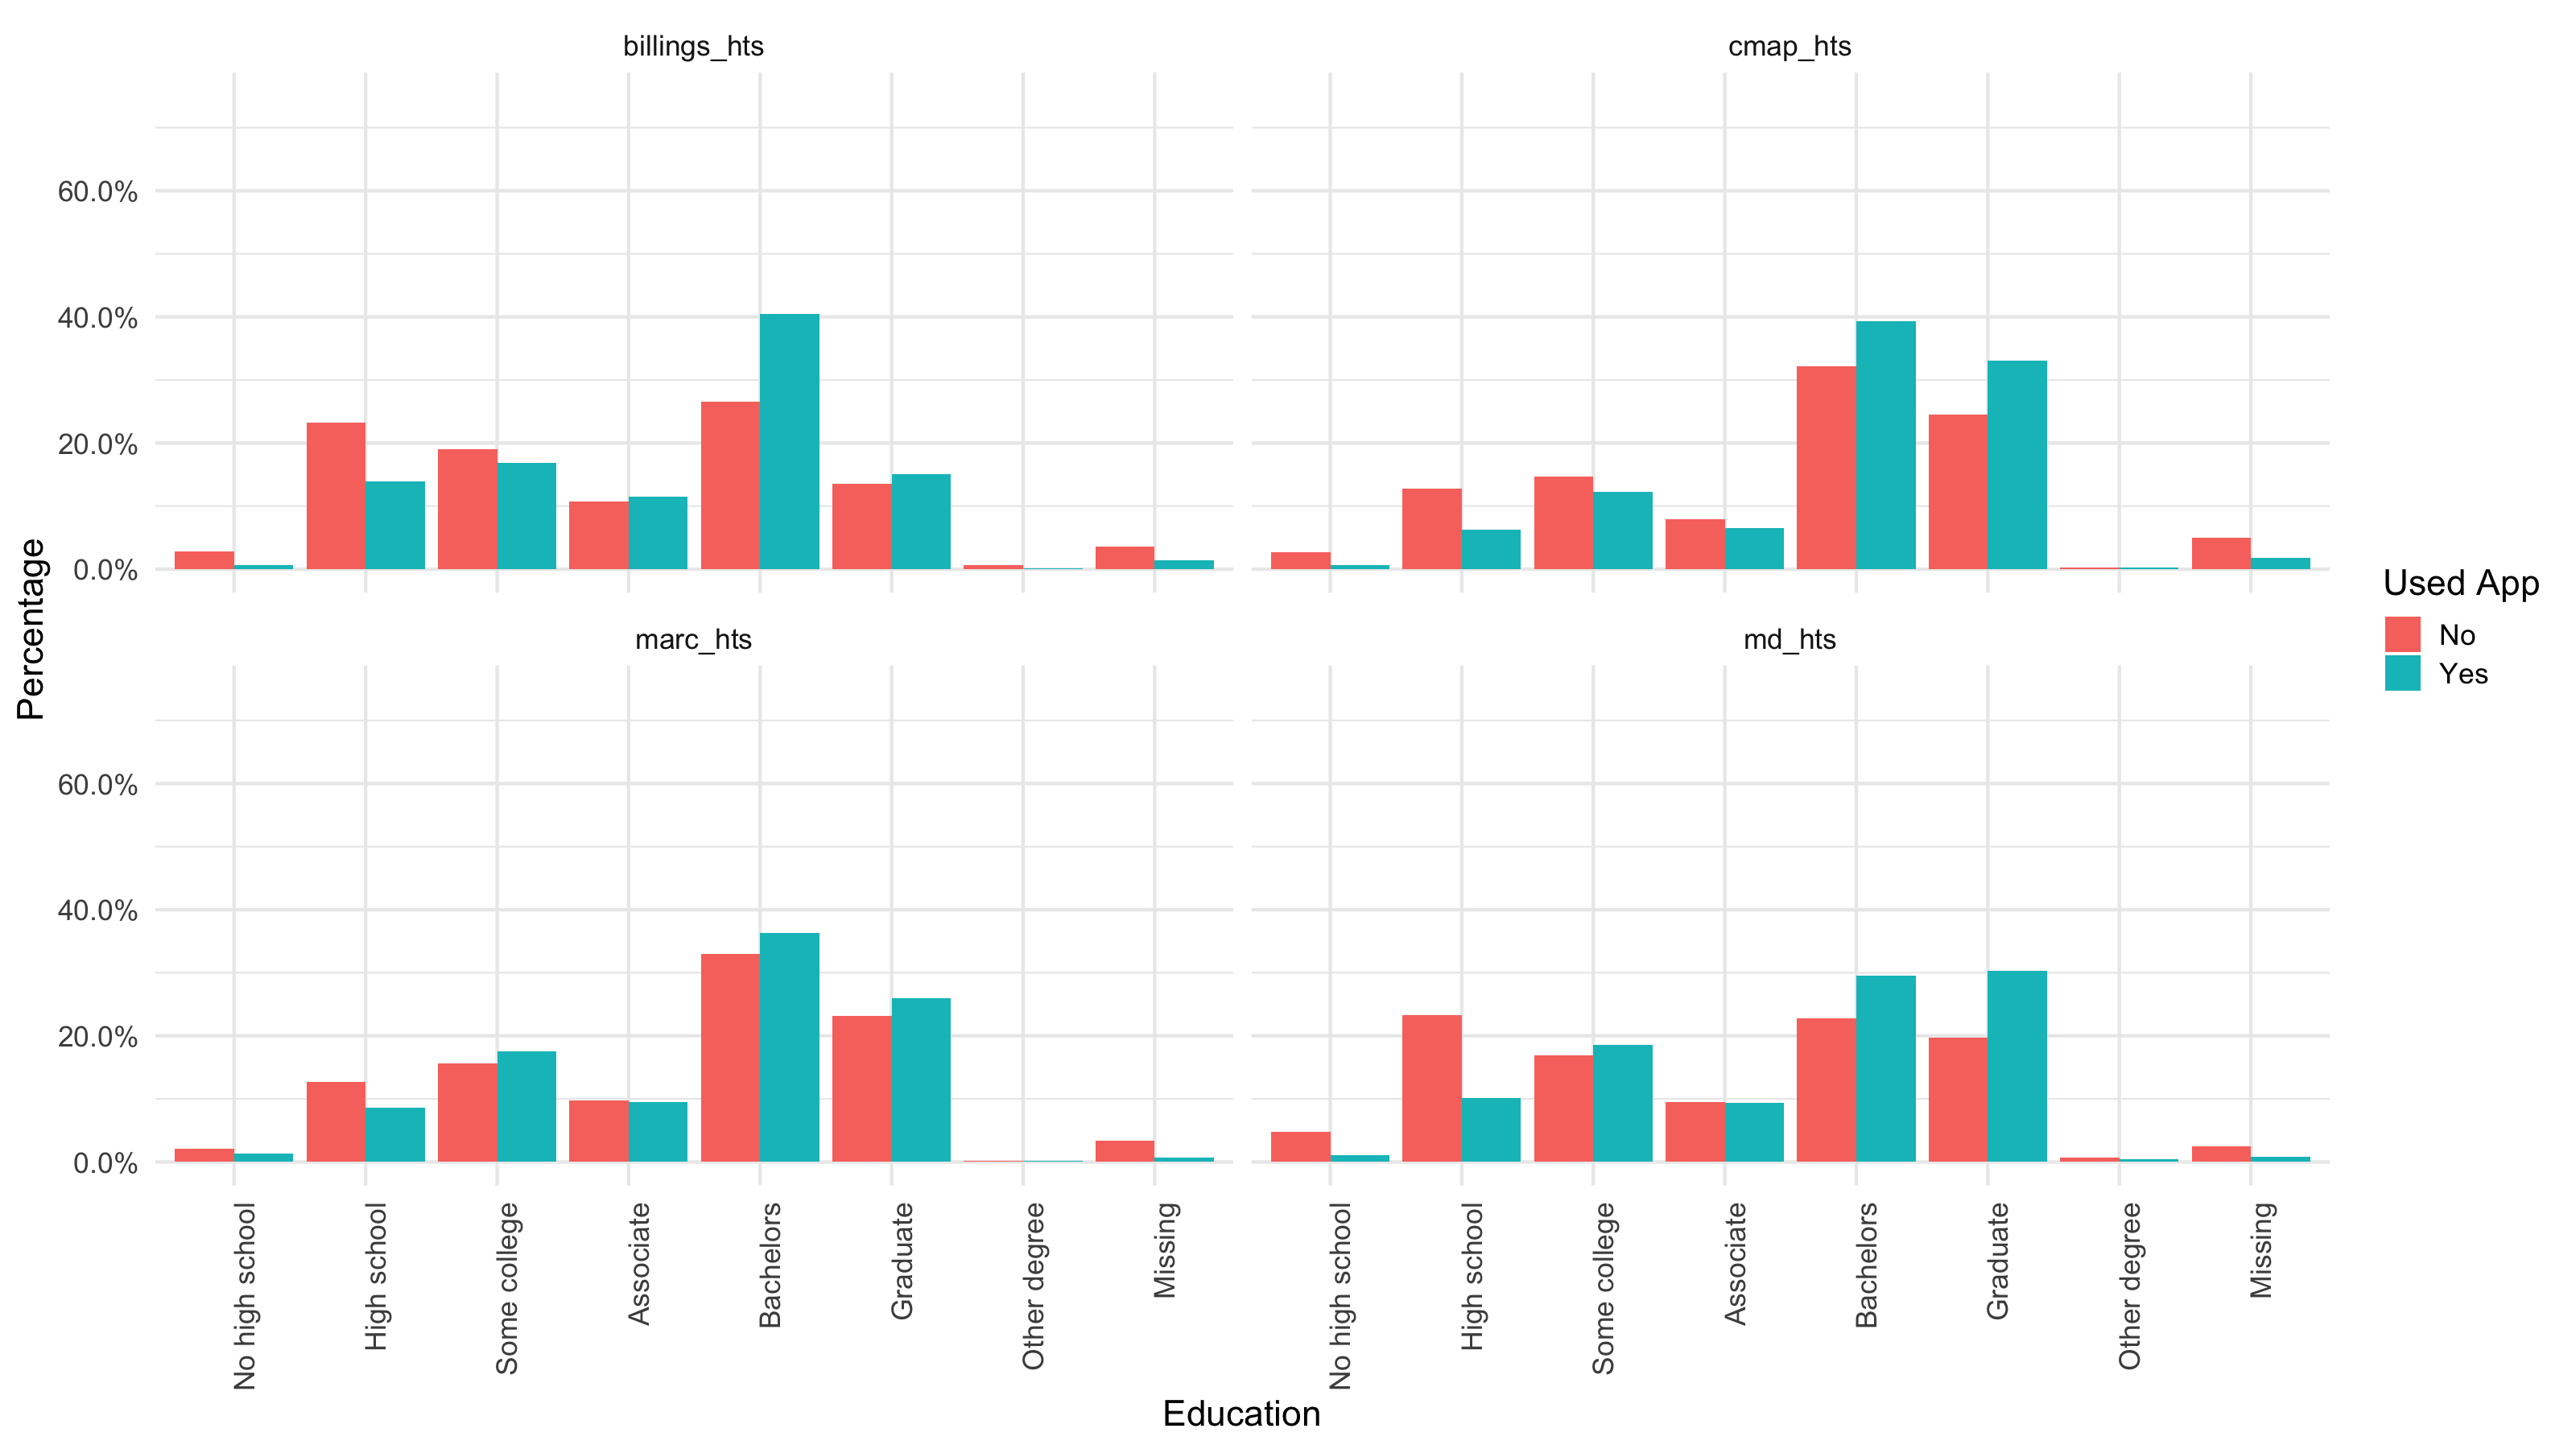 billings_hts
cmap_hts
60.0%
40.0%
20.0%
0.0%
marc_hts
md_hts
60.0%
40.0%
20.0%
0.0%
No high school
High school
Some college
Associate
Bachelors
Graduate
Other degree
Missing
No high school
High school
Some college
Associate
Bachelors
Graduate
Other degree
Missing
Percentage
Education
Used App
No
Yes